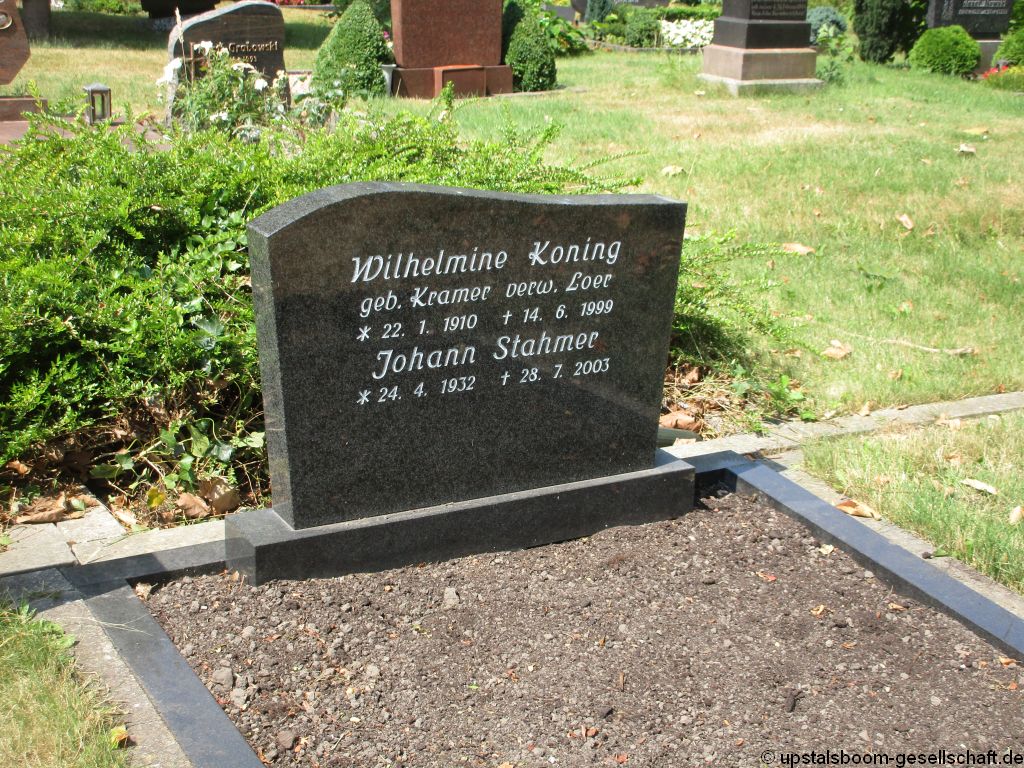 Wilhelmine Koning
geb. Kramer verw. Loer
* 22. 1. 1910 † 14. 6. 1999
Johann Stahmer
* 24. 4. 1932 † 28. 7. 2003
Grabowski
© upstalsboom-gesellschaft.de